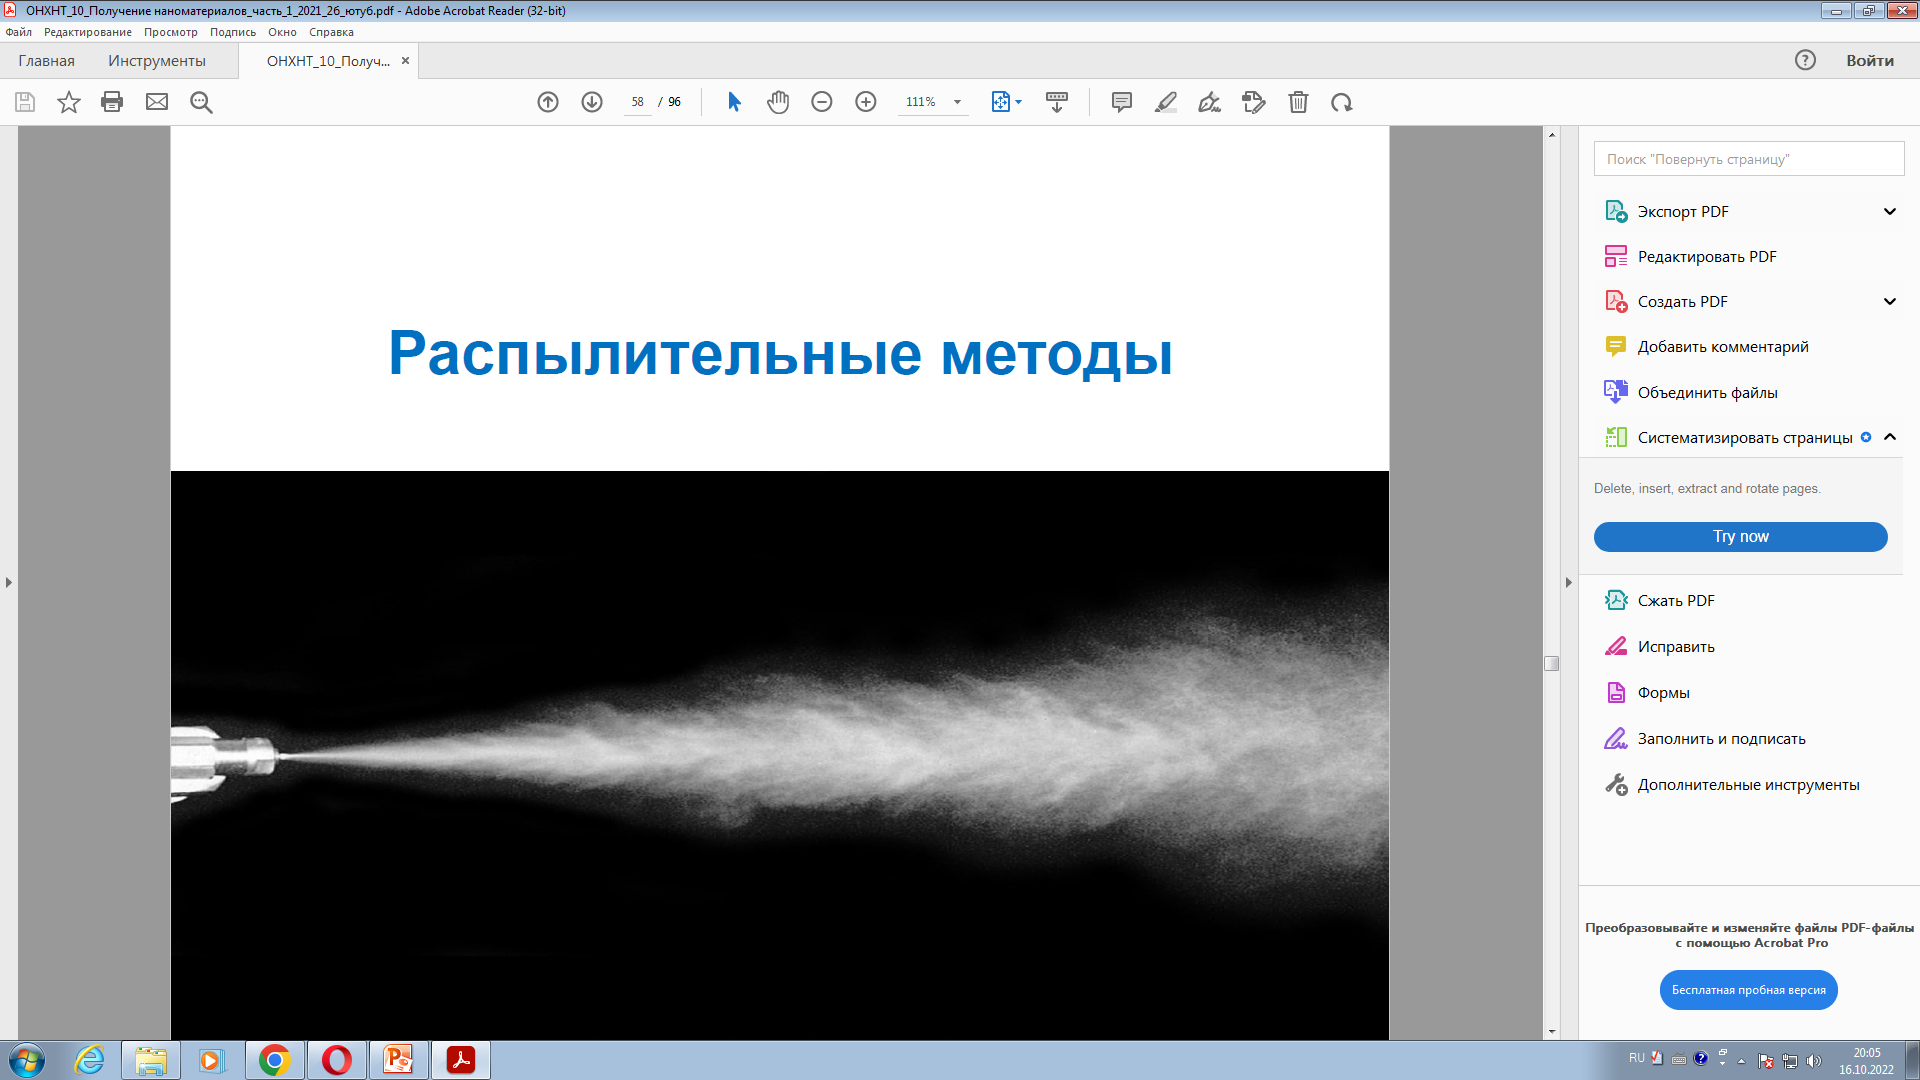 ОНХНТ_10_Получение наноматериалов_часть_1_2021_26_ютуб.pdf - Adobe Acrobat Reader (32-bit)
Файл Редактирование Просмотр Подпись Окно Справка
Главная Инструменты ОНХНТ_10_Получ... × Войти
58 / 96 111%
Распылительные методы
Поиск "Повернуть страницу"
Экспорт PDF
Редактировать PDF
Создать PDF
Добавить комментарий
Объединить файлы
Систематизировать страницы
Delete, insert, extract and rotate pages.
Try now
Сжать PDF
Исправить
Формы
Заполнить и подписать
Дополнительные инструменты
Преобразовывайте и изменяйте файлы PDF-файлы
с помощью Acrobat Pro
Бесплатная пробная версия
RU
20:05
16.10.2022